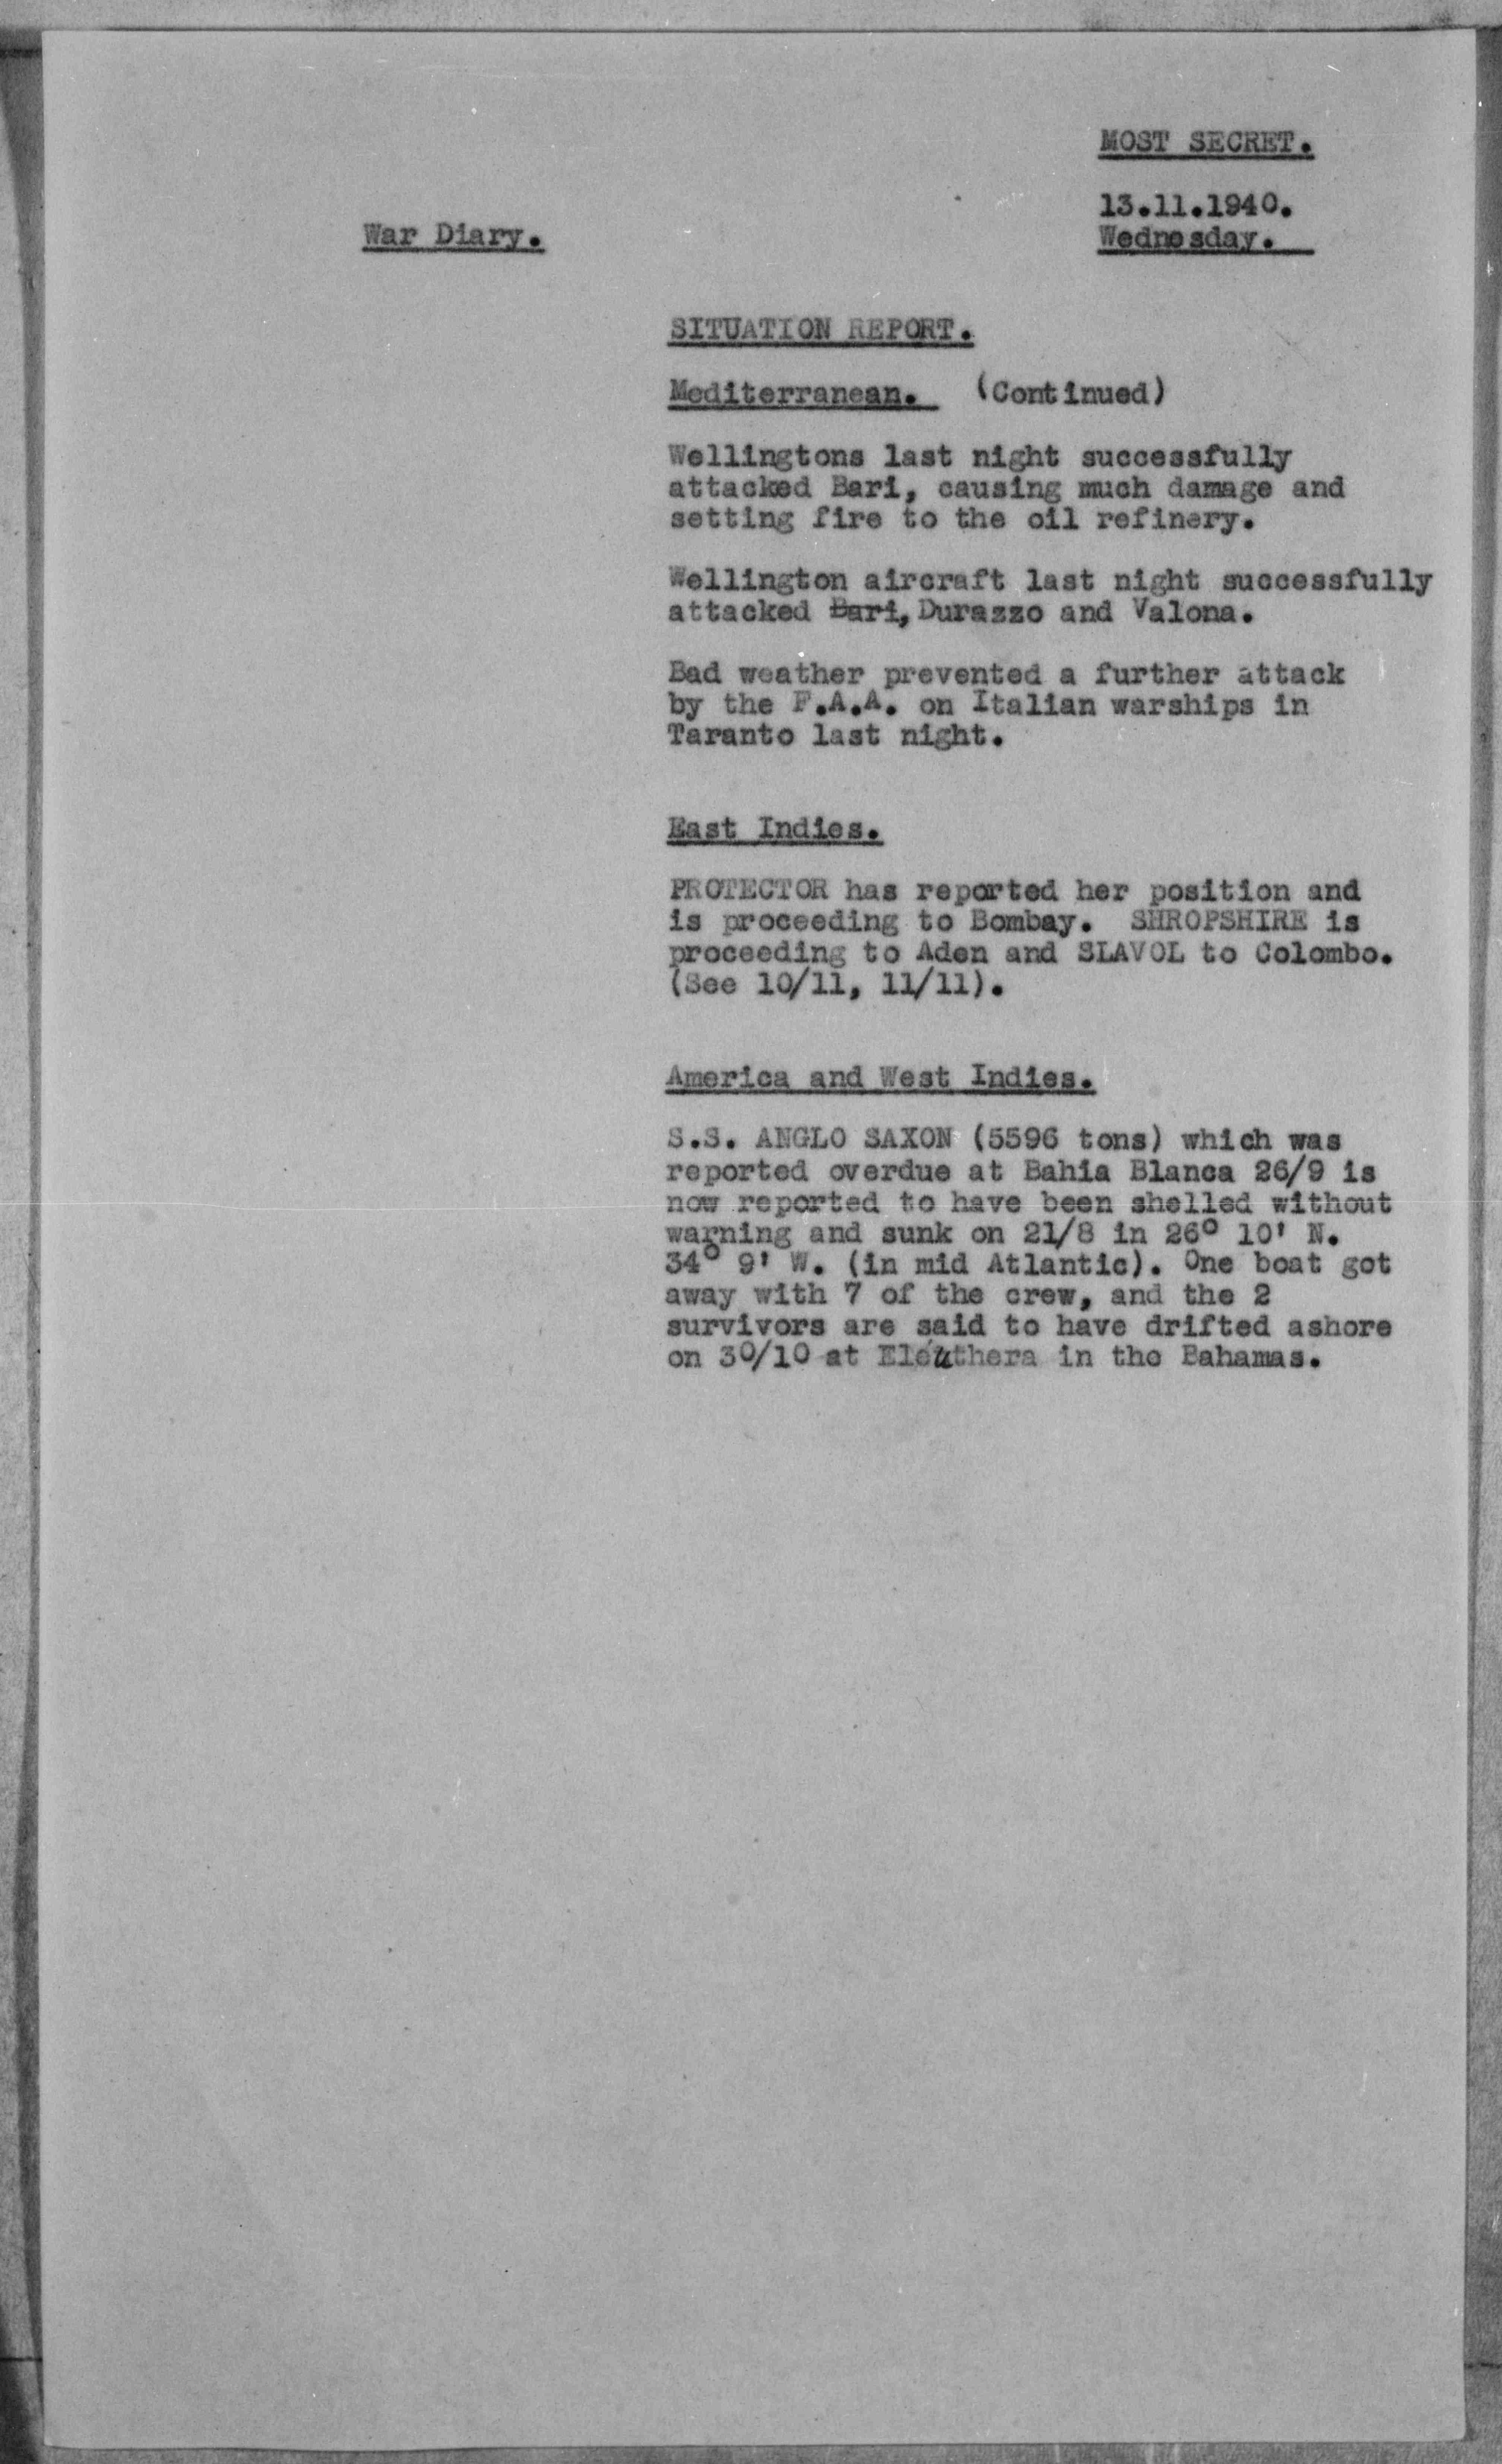 MOST SECRET.
13.11.1940.
War Diary.
Wednesday.
SITUATION REPORT.
Mediterranean. (Continued)
Wellingtons last night successfully
attacked Bari, causing much damage and
setting fire to the oil refinery.
Wellington aircraft last night successfully
attacked Bari, Durazzo and Valona.
Bad weather prevented a further attack
by the F.A.A. on Italian warships in
Taranto last night.
East Indies.
PROTECTOR has reported her position and
is proceeding to Bombay. SHROPSHIRE is
proceeding to Aden and SLAVOL to Colombo.
(See 10/11, 11/11).
America and West Indies.
S.S. ANGLO SAXON (5596 tons) which was
reported overdue at Bahia Blanca 26/9 is
now reported to have been shelled without
warning and sunk on 21/8 in 26° 10' N.
34° 9' W. (in mid Atlantic). One boat got
away with 7 of the crew, and the 2
survivors are said to have drifted ashore
on 30/10 at Eleuthera in the Bahamas.